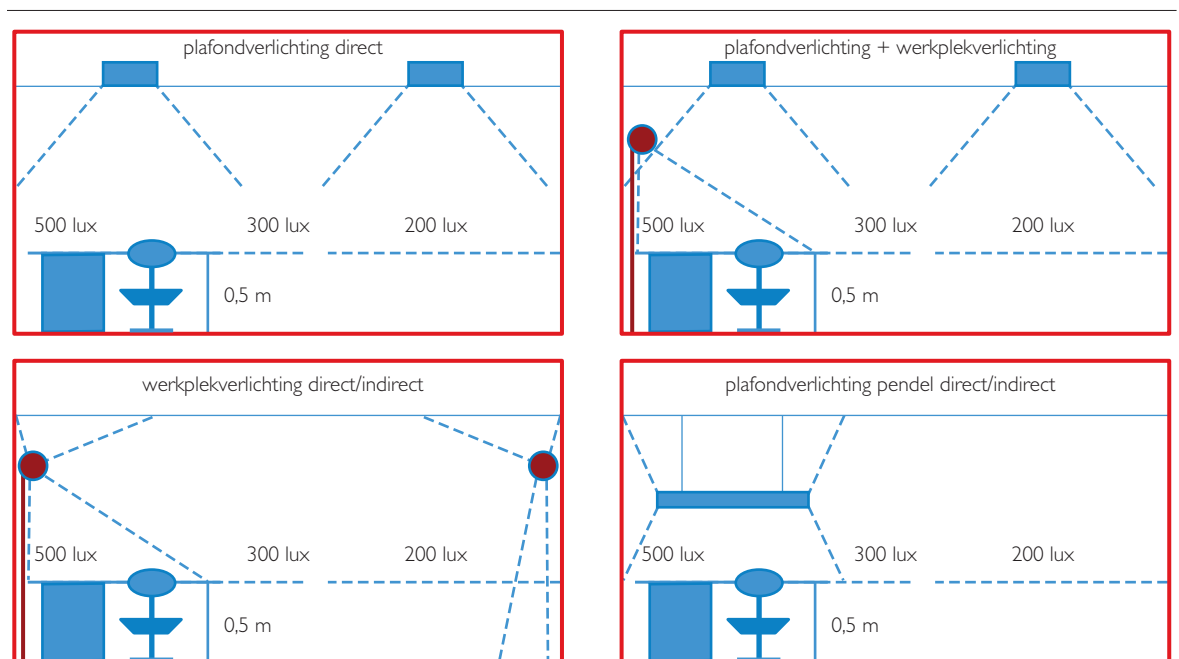 plafondverlichting direct
500 lux 300 lux 200 lux
0,5 m
plafondverlichting + werkplekverlichting
500 lux 300 lux 200 lux
0,5 m
werkplekverlichting direct/indirect
500 lux 300 lux 200 lux
0,5 m
plafondverlichting pendel direct/indirect
500 lux 300 lux 200 lux
0,5 m